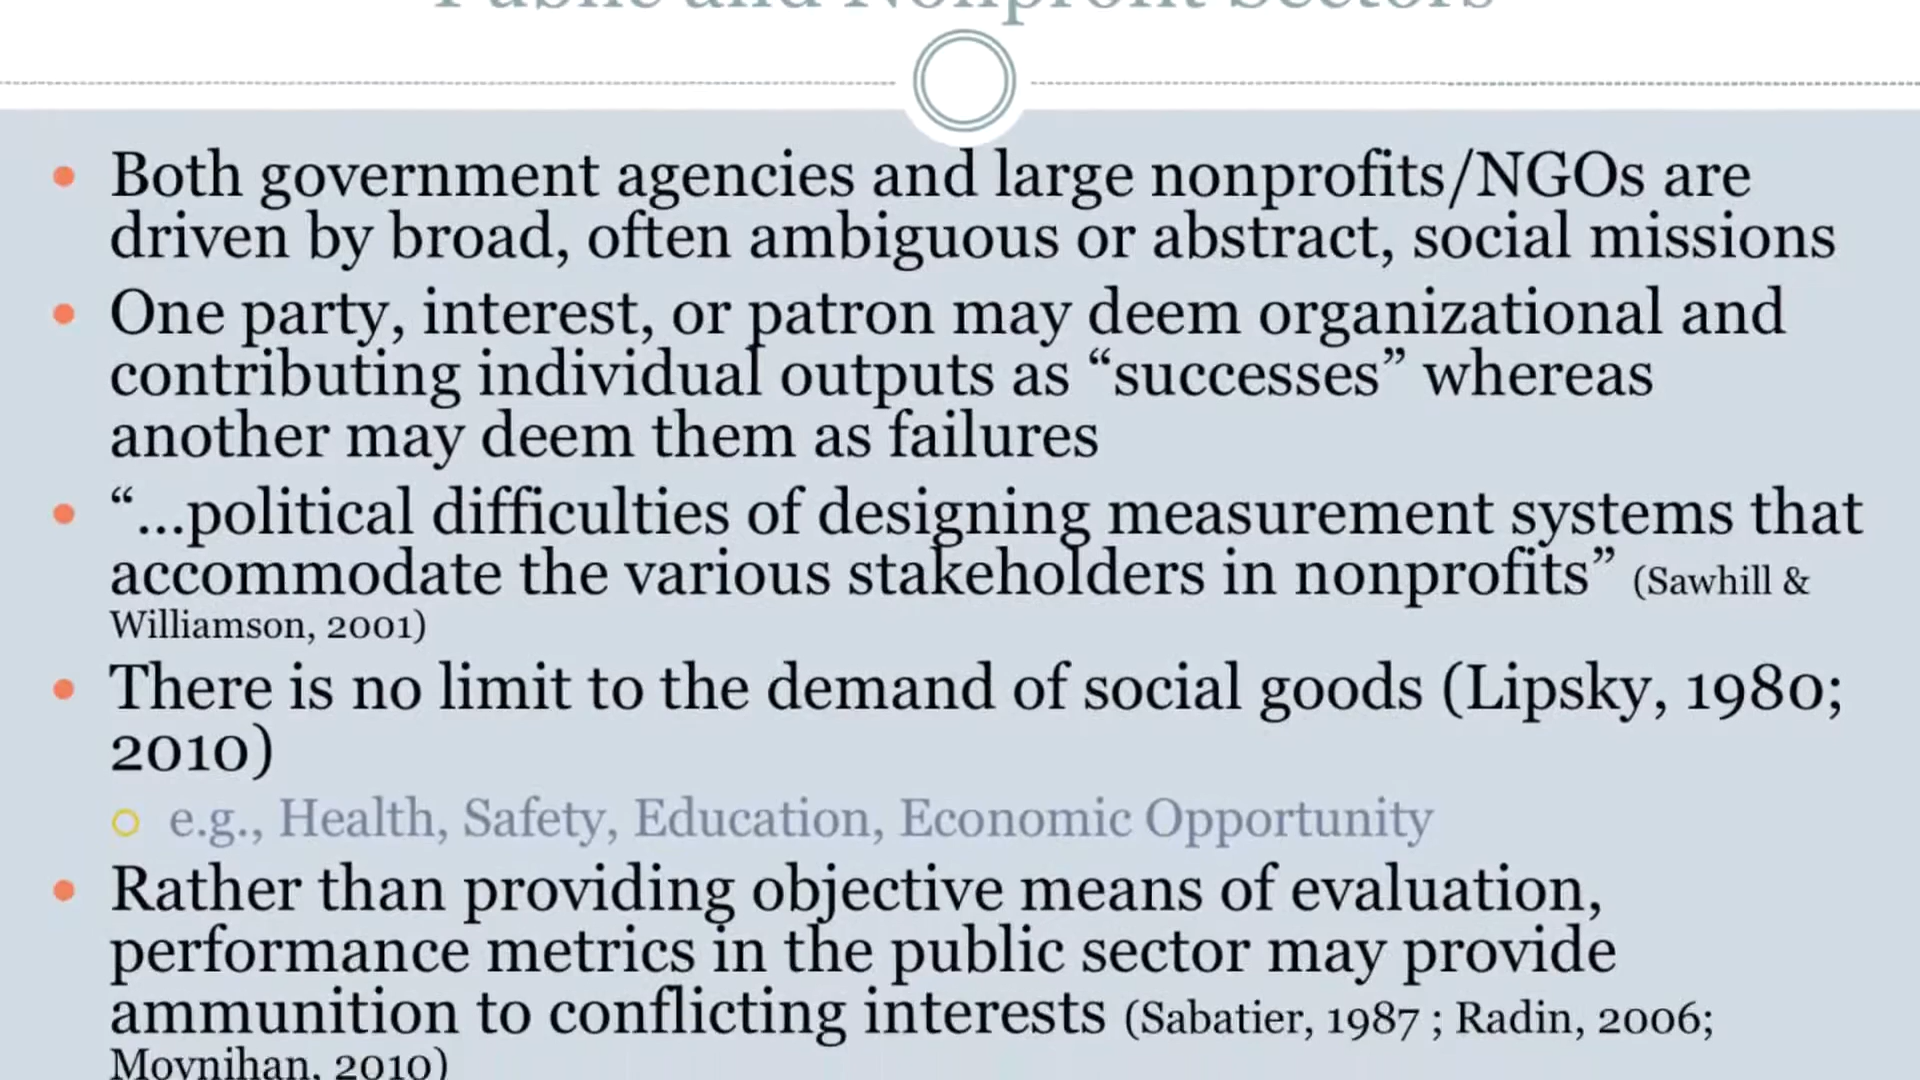 Public and Nonprofit Sectors
Both government agencies and large nonprofits/NGOs are
driven by broad, often ambiguous or abstract, social missions
One party, interest, or patron may deem organizational and
contributing individual outputs as “successes” whereas
another may deem them as failures
“…political difficulties of designing measurement systems that
accommodate the various stakeholders in nonprofits” (Sawhill &
Williamson, 2001)
There is no limit to the demand of social goods (Lipsky, 1980;
2010)
e.g., Health, Safety, Education, Economic Opportunity
Rather than providing objective means of evaluation,
performance metrics in the public sector may provide
ammunition to conflicting interests (Sabatier, 1987 ; Radin, 2006;
Moynihan, 2010)